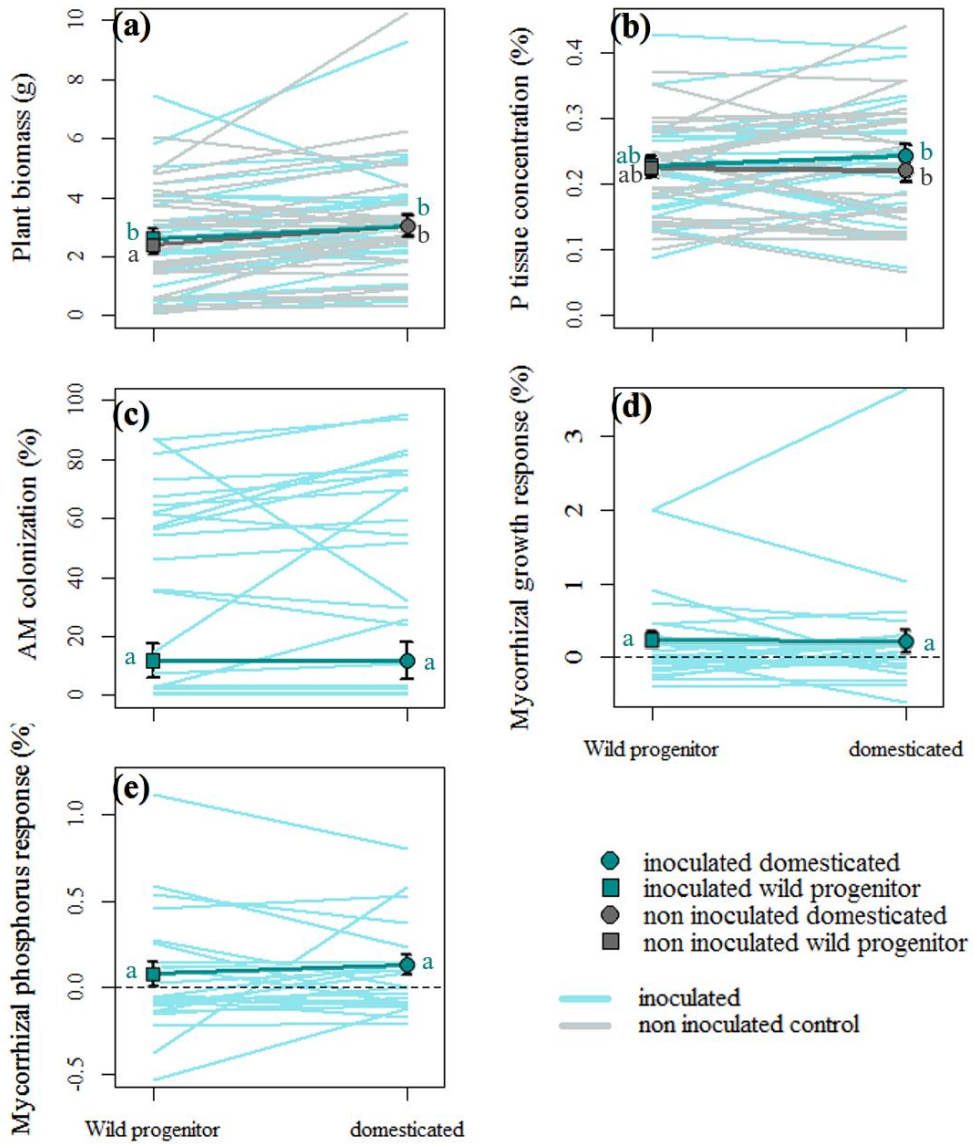 (a)
Plant biomass (g)
10
8
6
4
2
0
b
a
b
b
(b)
P tissue concentration (%)
0.4
0.3
0.2
0.1
0.0
ab
ab
b
b
(c)
AM colonization (%)
100
80
60
40
20
0
a
a
(d)
Mycorrhizal growth response (%)
3
2
1
0
a
a
Wild progenitor
domesticated
(e)
Mycorrhizal phosphorus response (%)
1.0
0.5
0.0
-0.5
a
a
Wild progenitor
domesticated
inoculated domesticated
inoculated wild progenitor
non inoculated domesticated
non inoculated wild progenitor
inoculated
non inoculated control